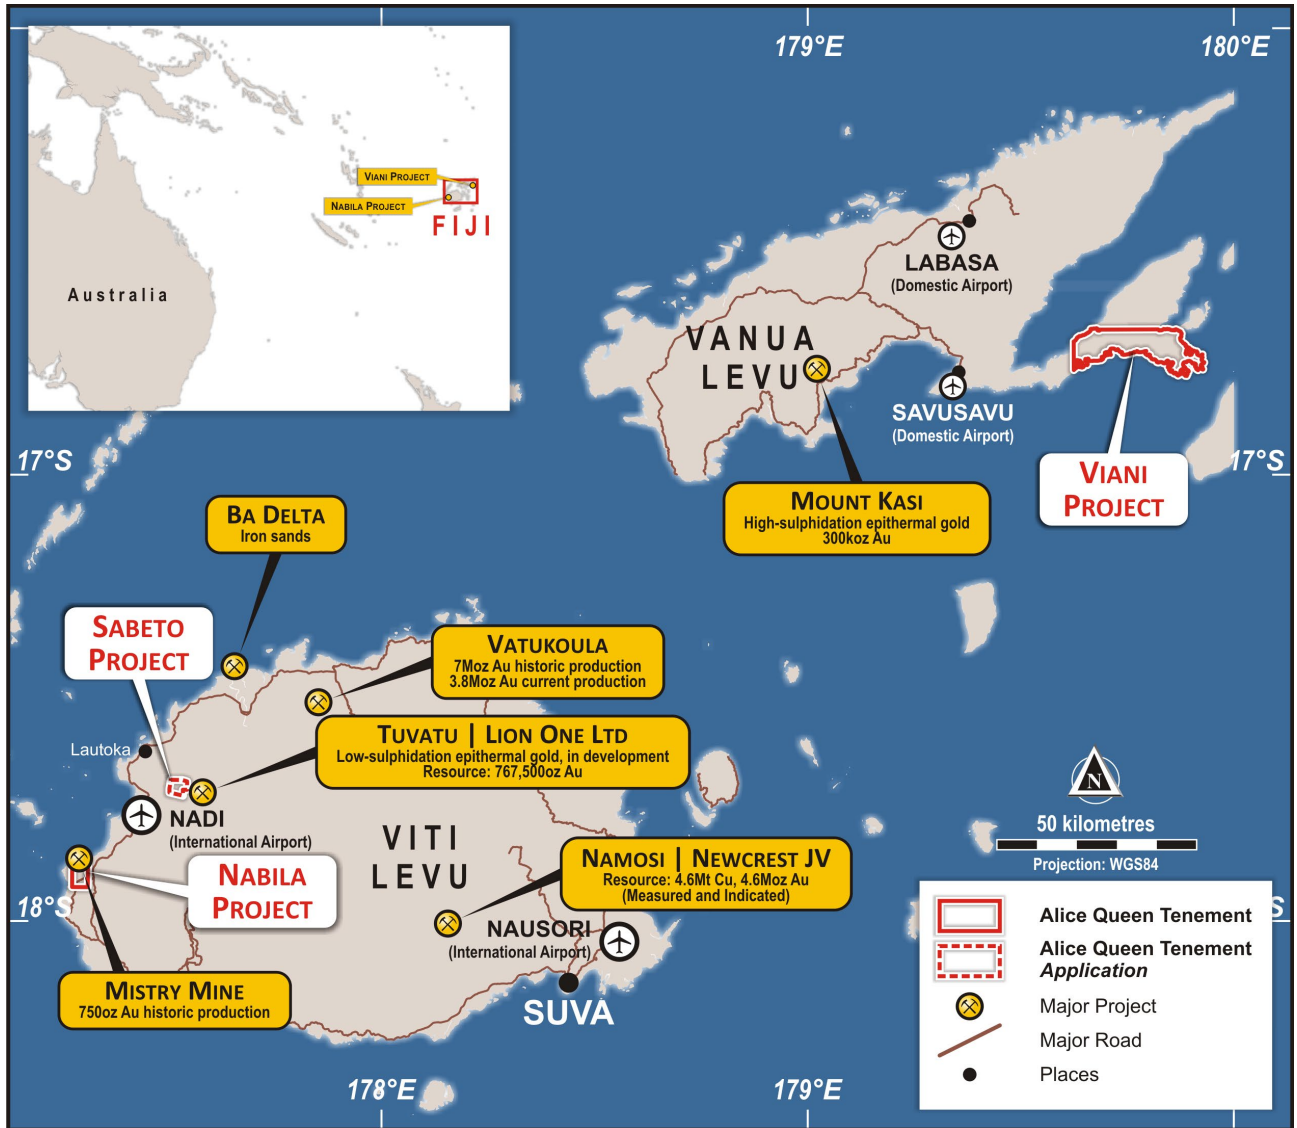 179°E
180°E
VIANI PROJECT
NABILA PROJECT
FIJI
Australia
LABASA
(Domestic Airport)
VANUA
LEVU
SAVUSAVU
(Domestic Airport)
17°S
17°S
VIANI
PROJECT
MOUNT KASI
High-sulphidation epithermal gold
300koz Au
BA DELTA
Iron sands
SABETO
PROJECT
VATUKOULA
7Moz Au historic production
3.8Moz Au current production
TUVATU | LION ONE LTD
Low-sulphidation epithermal gold, in development
Resource: 767,500oz Au
Lautoka
NADI
(International Airport)
VITI
LEVU
N
50 kilometres
Projection: WGS84
NAMOSI | NEWCREST JV
Resource: 4.6Mt Cu, 4.6Moz Au
(Measured and Indicated)
NABILA
PROJECT
18°S
S
NAUSORI
(International Airport)
MISTRY MINE
750oz Au historic production
SUVA
Alice Queen Tenement
Alice Queen Tenement
Application
Major Project
Major Road
Places
178°E
179°E